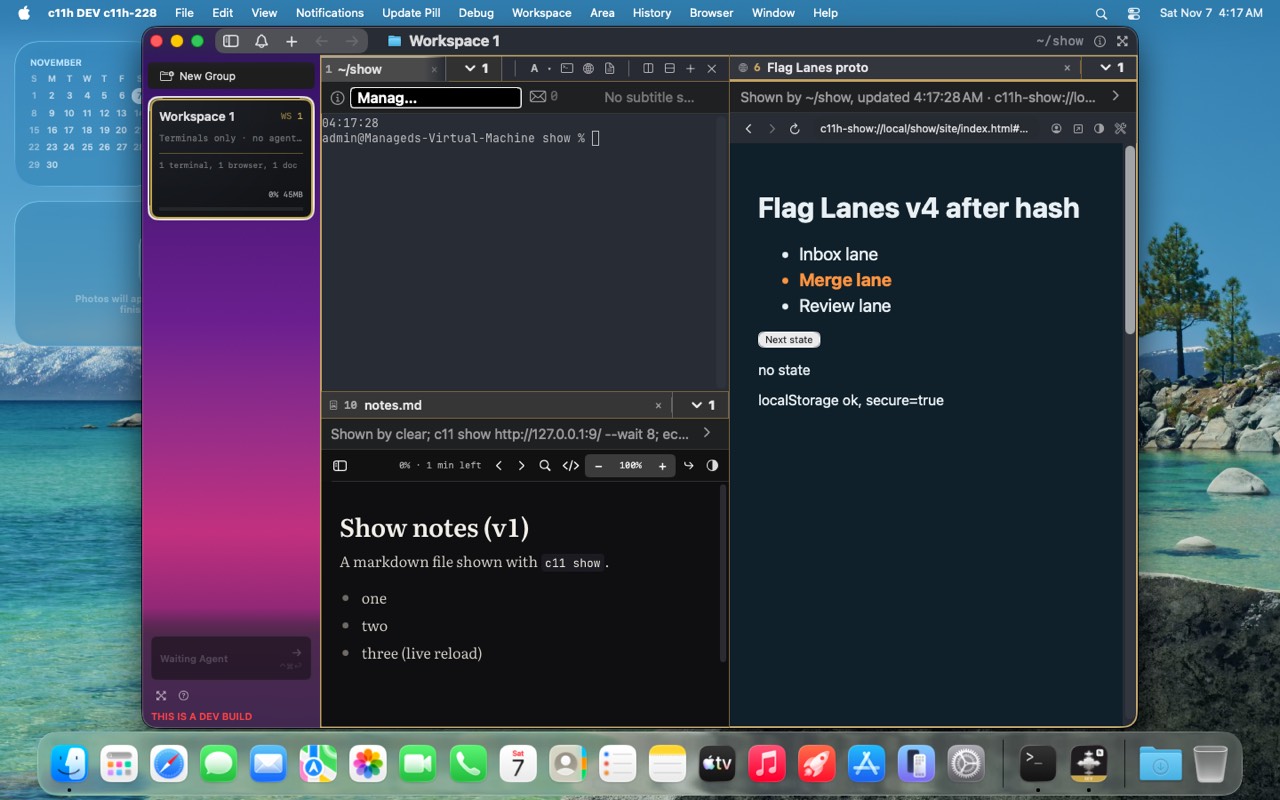 c11h DEV c11h-228 File Edit View Notifications Update Pill Debug Workspace Area History Browser Window Help Sat Nov 7 4:17 AM
NOVEMBER
S M T W T F
1 2 3 4 5 6 7
8 9 10 11 12 13
15 16 17 18 19 20
22 23 24 25 26 27
29 30
Photos will ap
finis
New Group
Workspace 1 WS 1
Terminals only · no agent…
1 terminal, 1 browser, 1 doc
0% 45MB
Waiting Agent
THIS IS A DEV BUILD
Workspace 1
~/show
1 ~/show × 1
A
Manag... 0 No subtitle s...
04:17:28
admin@Manageds-Virtual-Machine show %
10 notes.md × 1
Shown by clear; c11 show http://127.0.0.1:9/ --wait 8; ec...
0% · 1 min left 100%
Show notes (v1)
A markdown file shown with c11 show.
one
two
three (live reload)
6 Flag Lanes proto × 1
Shown by ~/show, updated 4:17:28 AM · c11h-show://lo...
c11h-show://local/show/site/index.html#...
Flag Lanes v4 after hash
Inbox lane
Merge lane
Review lane
Next state
no state
localStorage ok, secure=true
Sat
7
tv